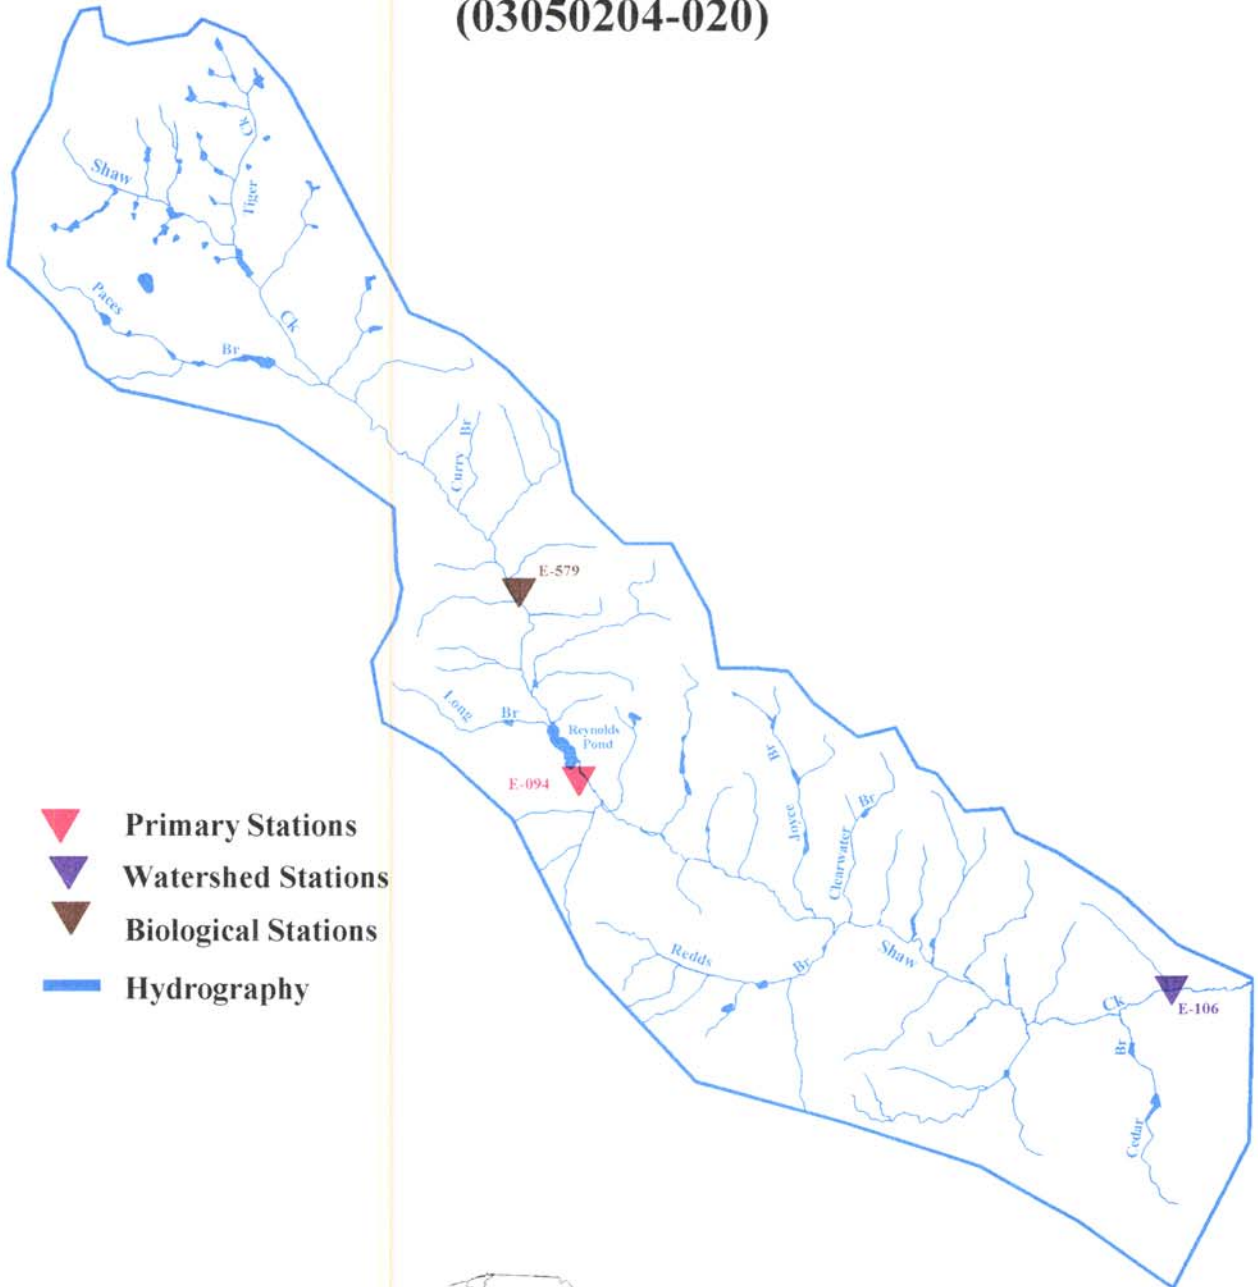 (03050204-020)
Ck
Shaw
Tiger
Paces
Ck
Br
Br
Curry
E-579
Long
Br
Reynolds
Pond
E-094
Br
Joyce
Br
Clearwater
Primary Stations
Watershed Stations
Biological Stations
Hydrography
Redds
Br
Shaw
Ck
E-106
Br
Cedar